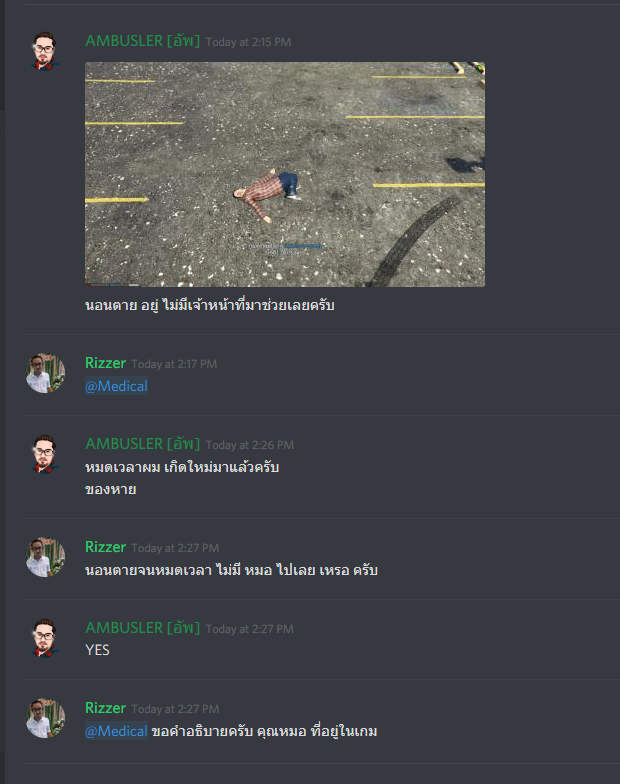 AMBUSLER [อัพ] Today at 2:15 PM
นอนตาย อยู่ ไม่มีเจ้าหน้าที่มาช่วยเลยครับ
Rizzer Today at 2:17 PM
@Medical
AMBUSLER [อัพ] Today at 2:26 PM
หมดเวลาผม เกิดใหม่มาแล้วครับ
ของหาย
Rizzer Today at 2:27 PM
นอนตายจนหมดเวลา ไม่มี หมอ ไปเลย เหรอ ครับ
AMBUSLER [อัพ] Today at 2:27 PM
YES
Rizzer Today at 2:27 PM
@Medical ขอคำอธิบายครับ คุณหมอ ที่อยู่ในเกม